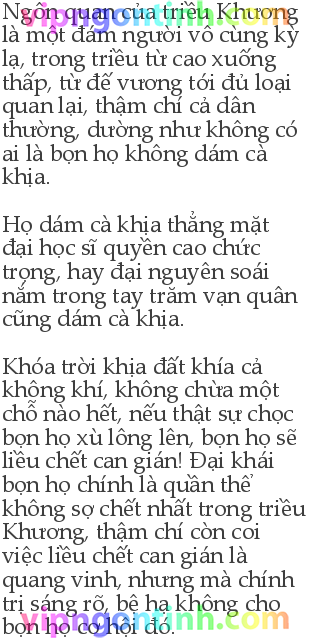 Ngôn quan của triều Khương
là một đám người vô cùng kỳ
lạ, trong triều từ cao xuống
thấp, từ đế vương tới đủ loại
quan lại, thậm chí cả dân
thường, dường như không có
ai là bọn họ không dám cà
khịa.
Họ dám cà khịa thẳng mặt
đại học sĩ quyền cao chức
trọng, hay đại nguyên soái
nắm trong tay trăm vạn quân
cũng dám cà khịa.
Khóa trời khịa đất khía cả
không khí, không chừa một
chỗ nào hết, nếu thật sự chọc
bọn họ xù lông lên, bọn họ sẽ
liều chết can gián! Đại khái
bọn họ chính là quần thể
không sợ chết nhất trong triều
Khương, thậm chí còn coi
việc liều chết can gián là
quang vinh, nhưng mà chính
trị sáng rõ, bệ hạ không cho
bọn họ cơ hội đó.
vipngontinh.com
vipngontinh.com